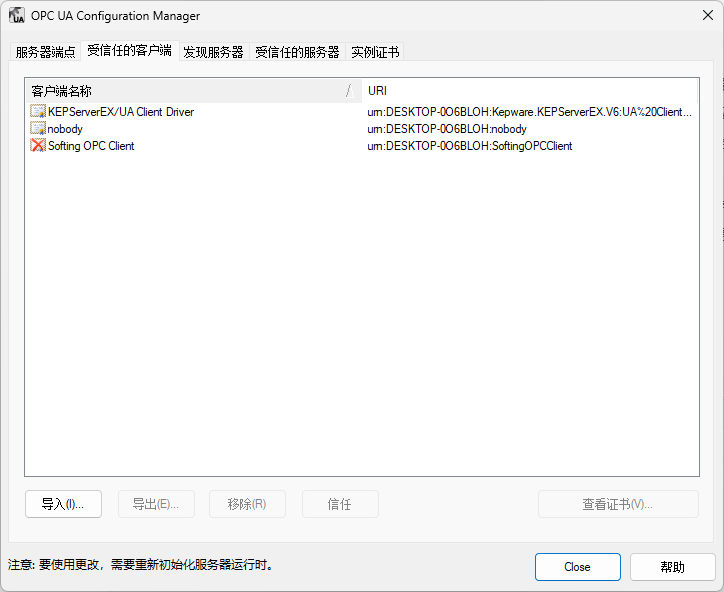 OPC UA Configuration Manager
服务器端点 受信任的客户端 发现服务器 受信任的服务器 实例证书
客户端名称 / URI
KEPServerEX/UA Client Driver urn:DESKTOP-0O6BLOH:Kepware.KEPServerEX.V6:UA%20Client...
nobody urn:DESKTOP-0O6BLOH:nobody
Softing OPC Client urn:DESKTOP-0O6BLOH:SoftingOPCClient
导入(I)... 导出(E)... 移除(R) 信任 查看证书(V)...
注意: 要使用更改，需要重新初始化服务器运行时。
Close 帮助